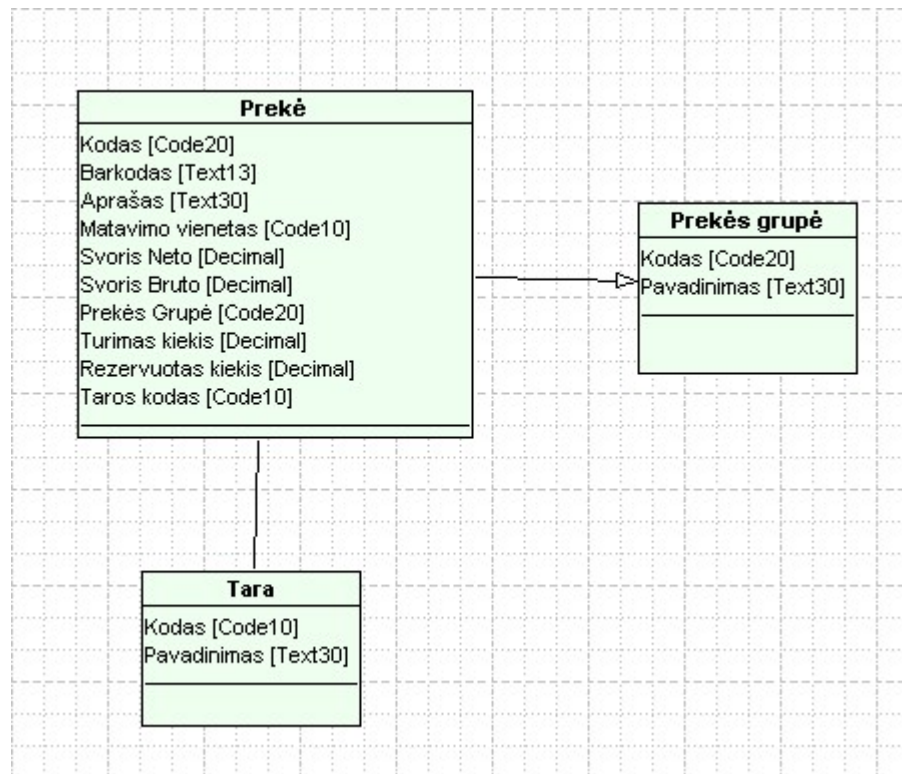 Prekė
Kodas [Code20]
Barkodas [Text13]
Aprašas [Text30]
Matavimo vienetas [Code10]
Svoris Neto [Decimal]
Svoris Bruto [Decimal]
Prekės Grupė [Code20]
Turimas kiekis [Decimal]
Rezervuotas kiekis [Decimal]
Taros kodas [Code10]
Prekės grupė
Kodas [Code20]
Pavadinimas [Text30]
Tara
Kodas [Code10]
Pavadinimas [Text30]